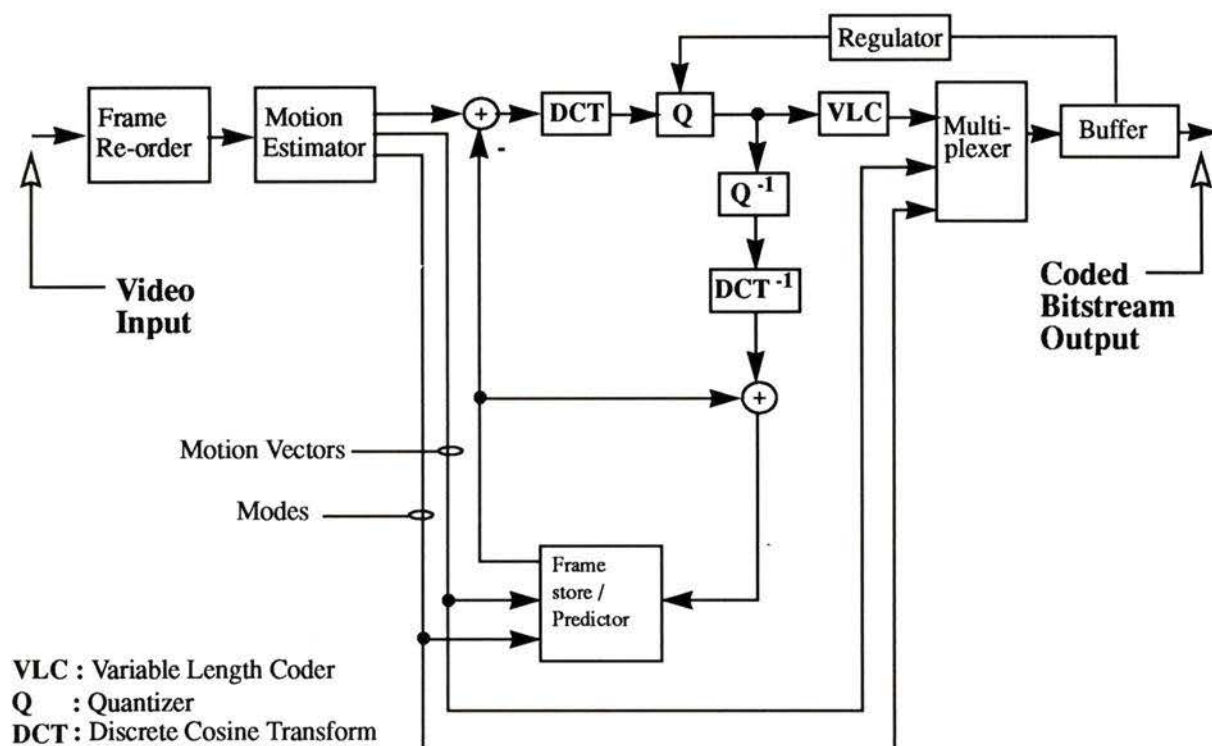 Regulator
Frame
Re-order
Motion
Estimator
+
-
DCT
Q
VLC
Multi-
plexer
Buffer
Q -1
DCT -1
Video
Input
Coded
Bitstream
Output
+
Motion Vectors
Modes
Frame
store /
Predictor
VLC : Variable Length Coder
Q : Quantizer
DCT : Discrete Cosine Transform